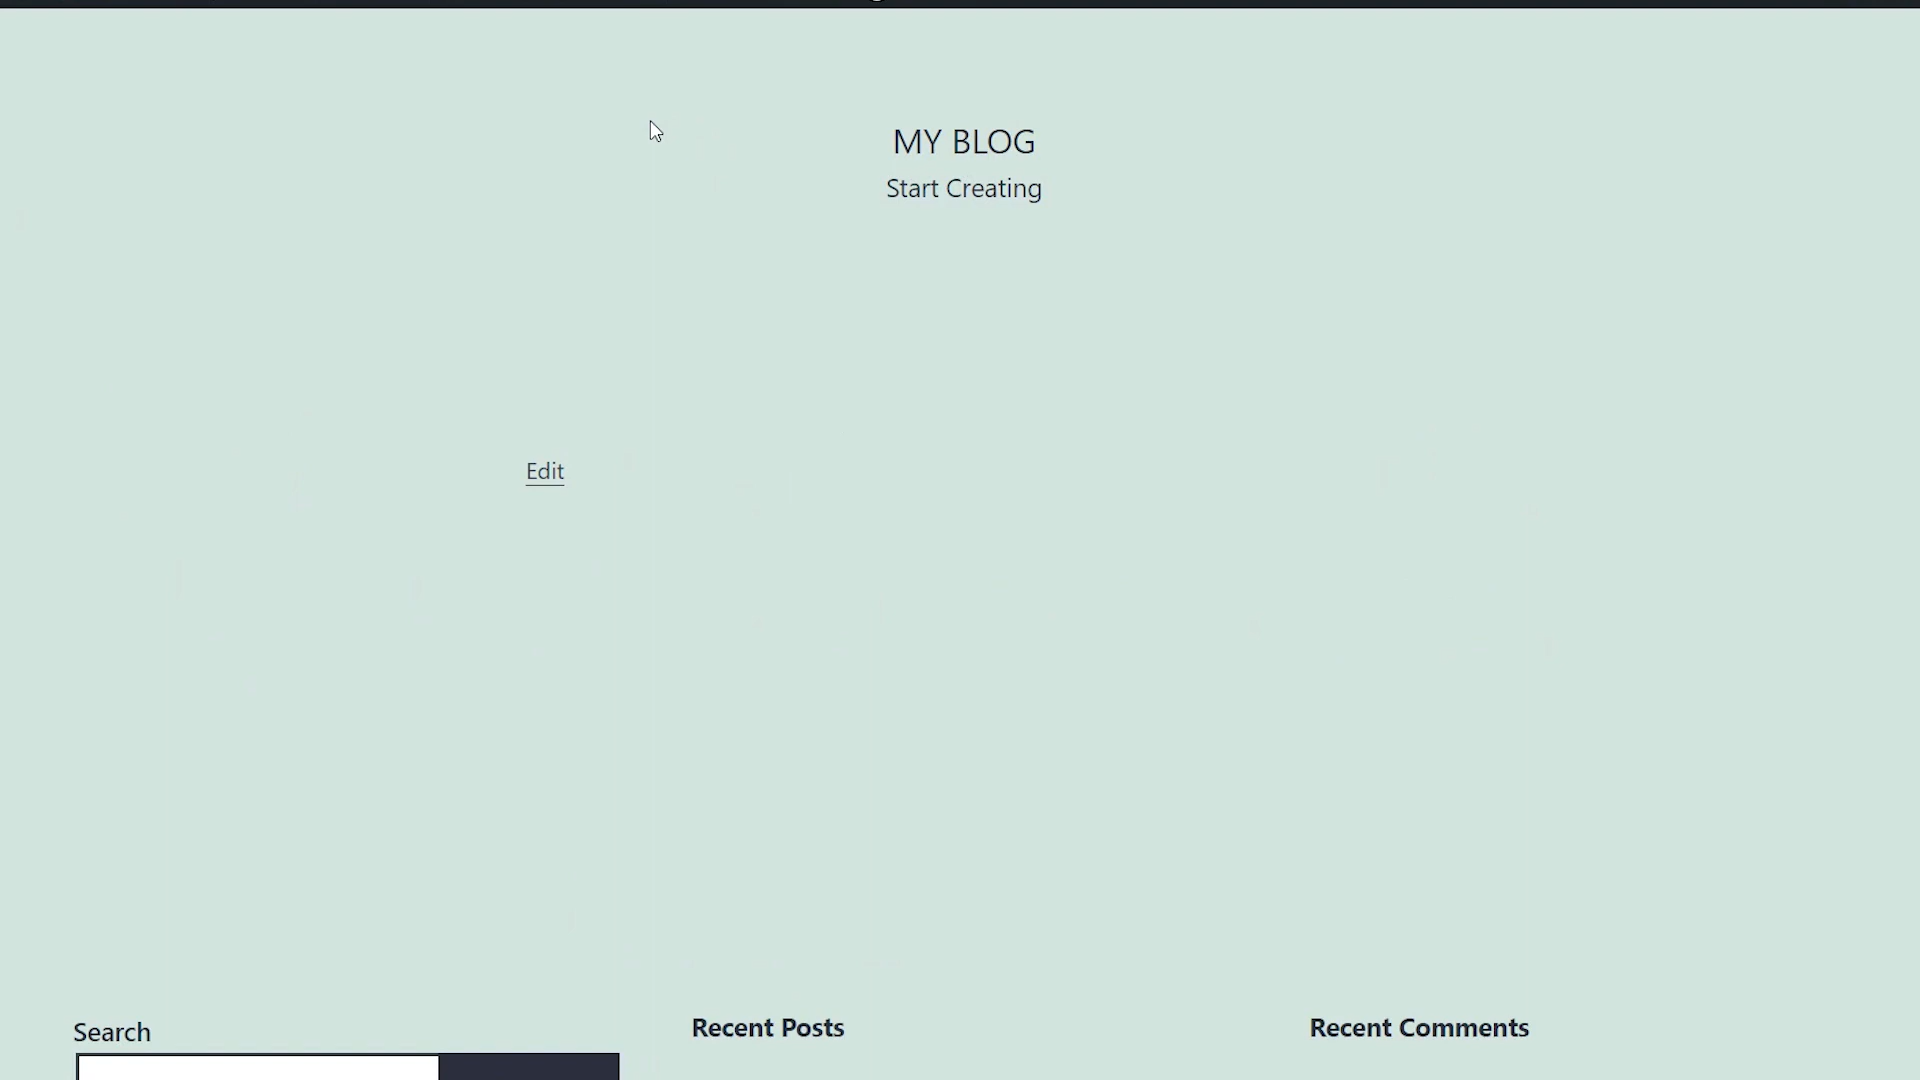 MY BLOG
Start Creating
Edit
Search
Recent Posts
Recent Comments